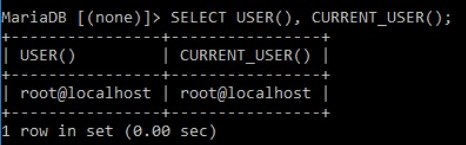 MariaDB [(none)]> SELECT USER(), CURRENT_USER();
+----------------+----------------+
| USER()         | CURRENT_USER() |
+----------------+----------------+
| root@localhost | root@localhost |
+----------------+----------------+
1 row in set (0.00 sec)